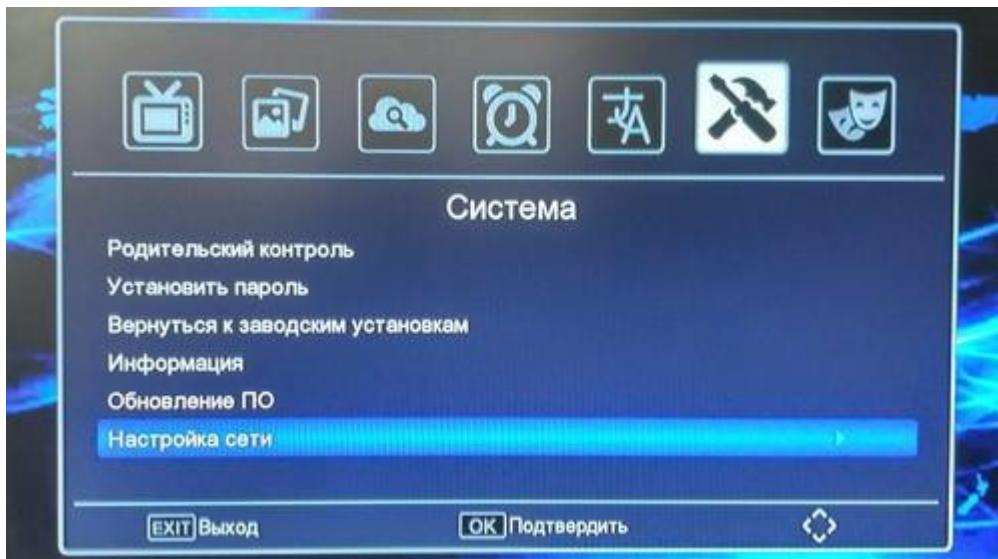 Система
Родительский контроль
Установить пароль
Вернуться к заводским установкам
Информация
Обновление ПО
Настройка сети
EXIT Выход OK Подтвердить